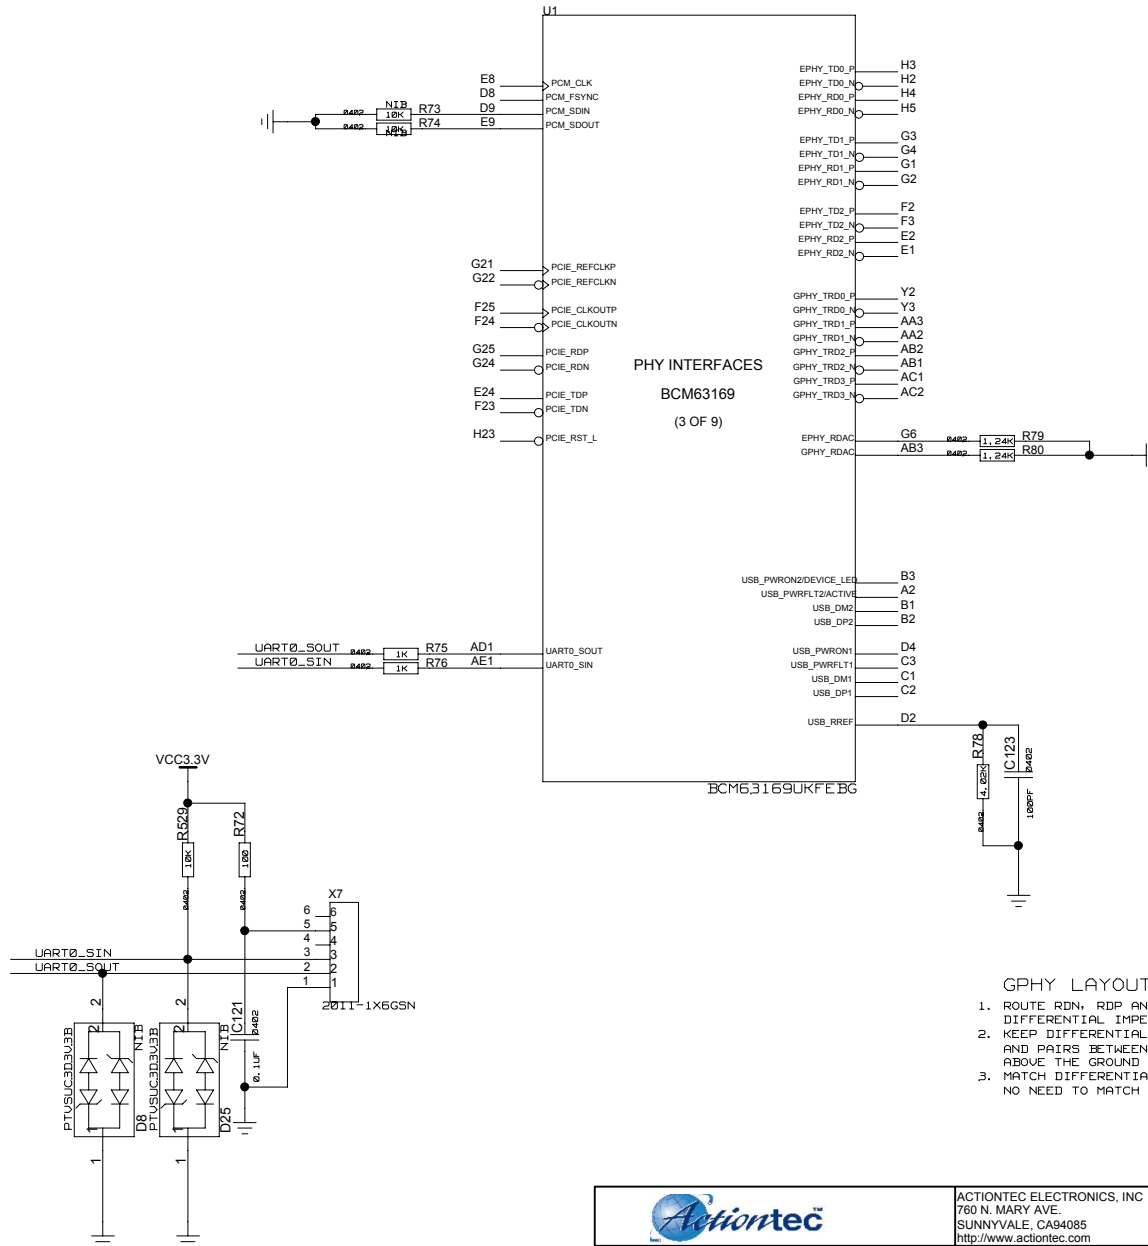 U1
E8 PCM_CLK
D8 PCM_FSYNC
0402 NIB 10K R73 D9 PCM_SDIN
0402 10K NIB R74 E9 PCM_SDOUT
G21 PCIE_REFCLKP
G22 PCIE_REFCLKN
F25 PCIE_CLKOUTP
F24 PCIE_CLKOUTN
G25 PCIE_RDP
G24 PCIE_RDN
E24 PCIE_TDP
F23 PCIE_TDN
H23 PCIE_RST_L
UART0_SOUT 0402 1K R75 AD1 UART0_SOUT
UART0_SIN 0402 1K R76 AE1 UART0_SIN
PHY INTERFACES
BCM63169
(3 OF 9)
EPHY_TD0_P H3
EPHY_TD0_N H2
EPHY_RD0_P H4
EPHY_RD0_N H5
EPHY_TD1_P G3
EPHY_TD1_N G4
EPHY_RD1_P G1
EPHY_RD1_N G2
EPHY_TD2_P F2
EPHY_TD2_N F3
EPHY_RD2_P E2
EPHY_RD2_N E1
GPHY_TRD0_P Y2
GPHY_TRD0_N Y3
GPHY_TRD1_P AA3
GPHY_TRD1_N AA2
GPHY_TRD2_P AB2
GPHY_TRD2_N AB1
GPHY_TRD3_P AC1
GPHY_TRD3_N AC2
EPHY_RDAC G6 0402 1.24K R79
GPHY_RDAC AB3 0402 1.24K R80
USB_PWRON2/DEVICE_LED B3
USB_PWRFLT2/ACTIVE A2
USB_DM2 B1
USB_DP2 B2
USB_PWRON1 D4
USB_PWRFLT1 C3
USB_DM1 C1
USB_DP1 C2
USB_RREF D2
BCM63169UKFEBG
R78 4.02K 0402
C123 0402 100PF
VCC3.3V
R529 10K 0402
R72 100 0402
X7
6 6
5 5
4 4
3 3
2 2
1 1
2011-1X6GSN
UART0_SIN
UART0_SOUT
C121 0402 0.1UF
2 2 PTVSUC3D3V3B NIB D8 1 1
2 2 PTVSUC3D3V3B NIB D25 1 1
GPHY LAYOUT
1. ROUTE RDN, RDP AN
DIFFERENTIAL IMPE
2. KEEP DIFFERENTIAL
AND PAIRS BETWEEN
ABOVE THE GROUND
3. MATCH DIFFERENTIA
NO NEED TO MATCH
Actiontec™
ACTIONTEC ELECTRONICS, INC
760 N. MARY AVE.
SUNNYVALE, CA94085
http://www.actiontec.com